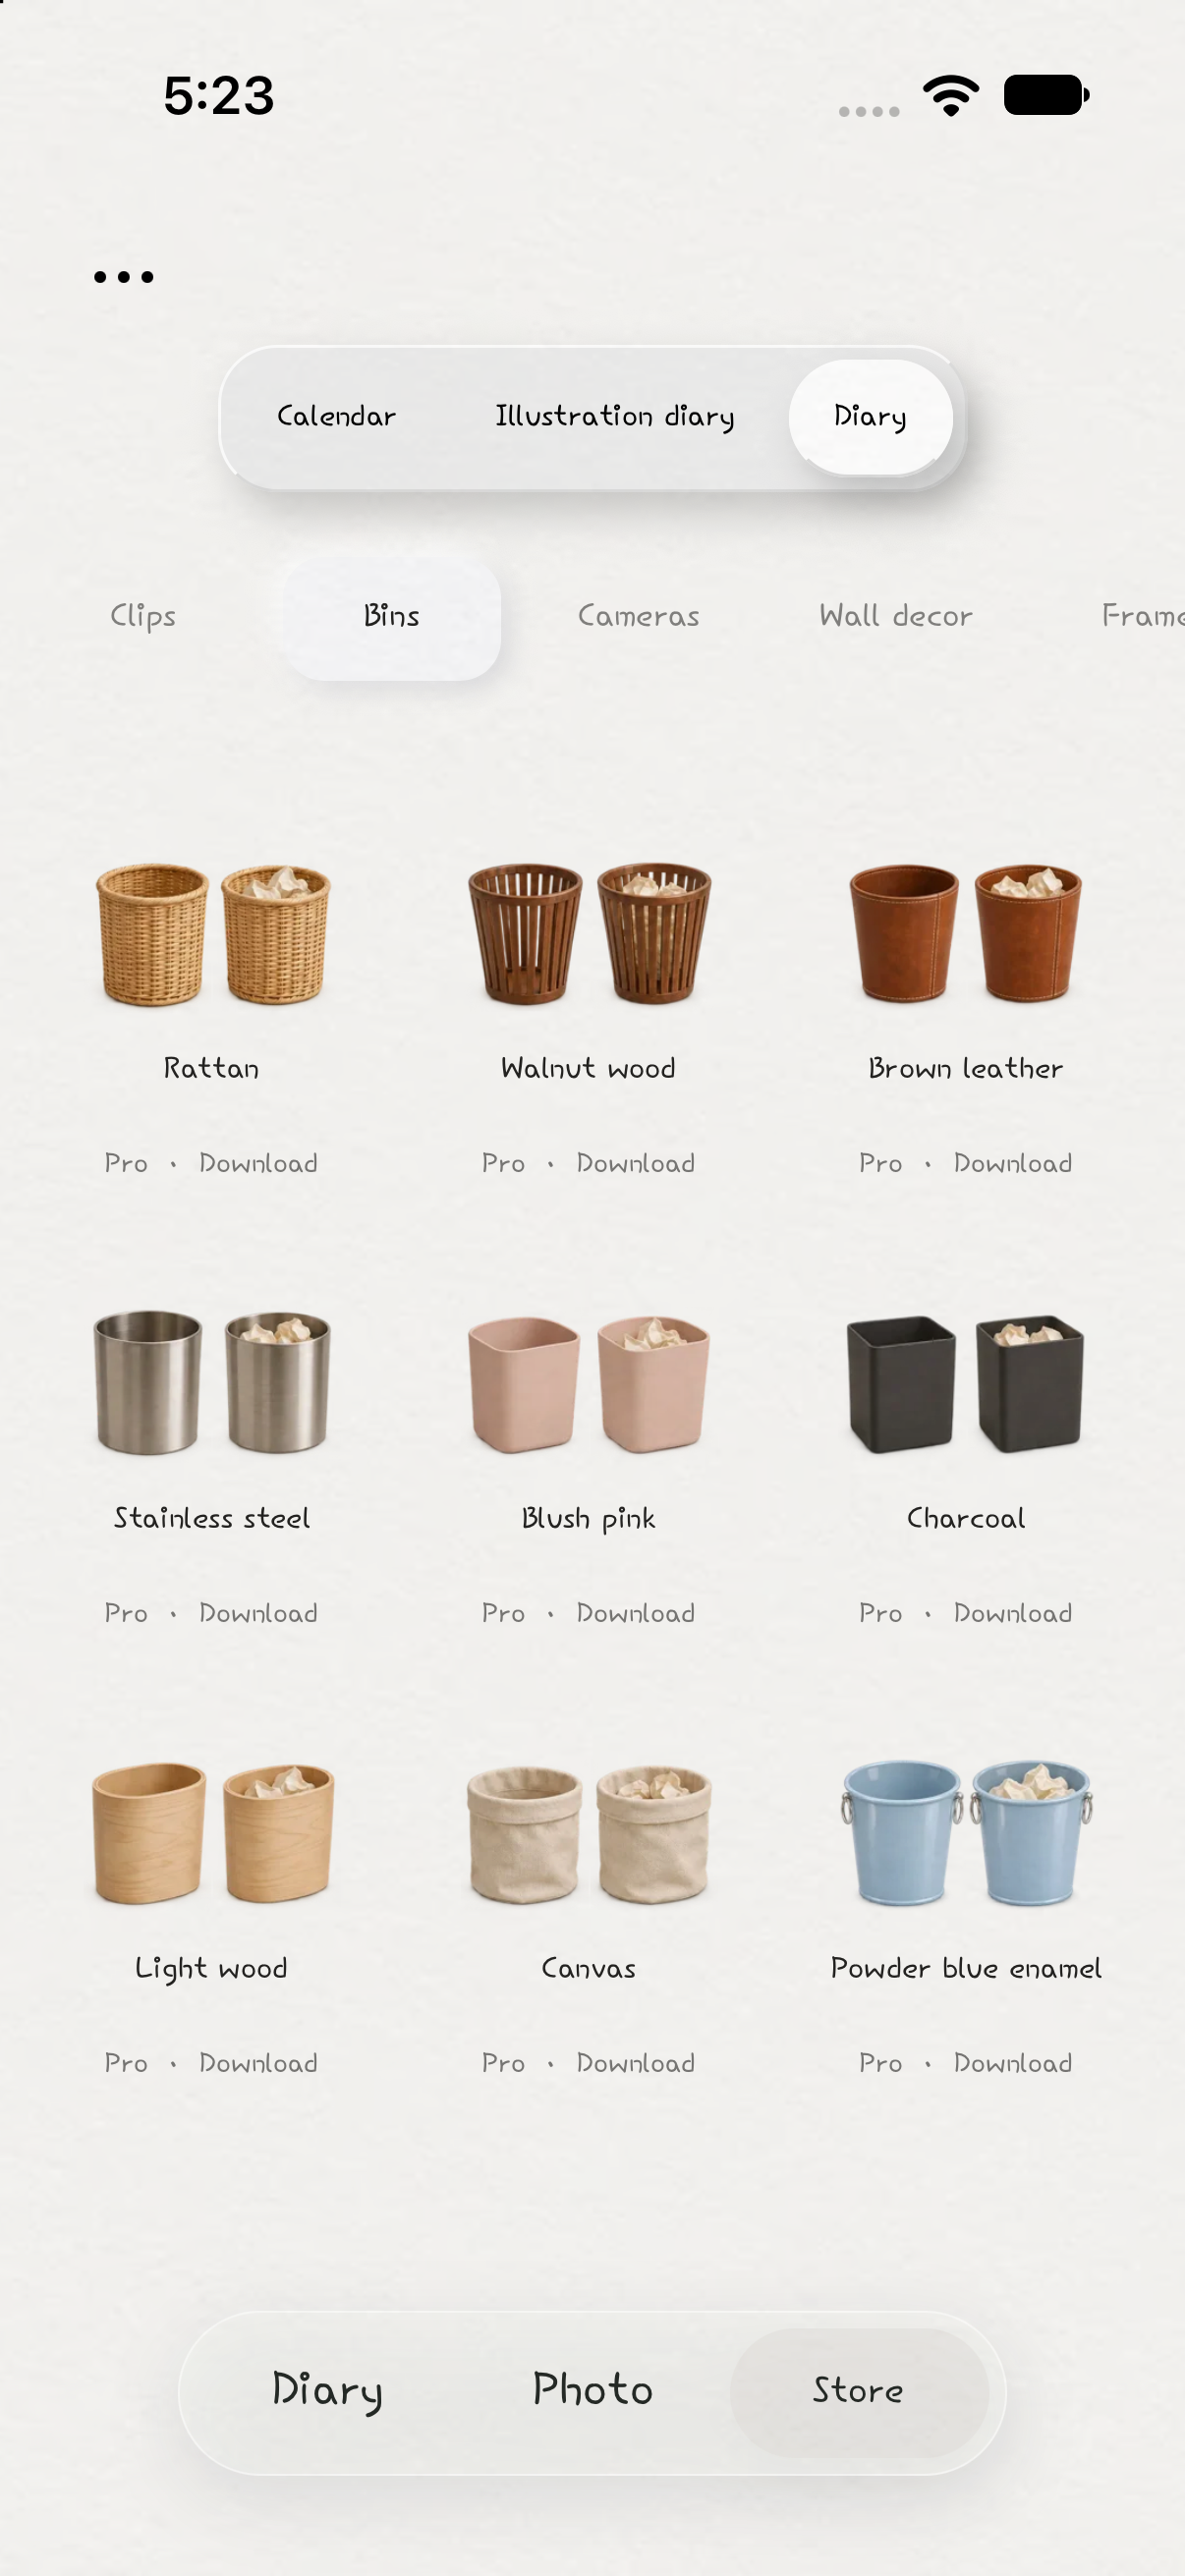 5:23
Calendar Illustration diary Diary
Clips Bins Cameras Wall decor Frame
Rattan Walnut wood Brown leather
Pro · Download Pro · Download Pro · Download
Stainless steel Blush pink Charcoal
Pro · Download Pro · Download Pro · Download
Light wood Canvas Powder blue enamel
Pro · Download Pro · Download Pro · Download
Diary Photo Store